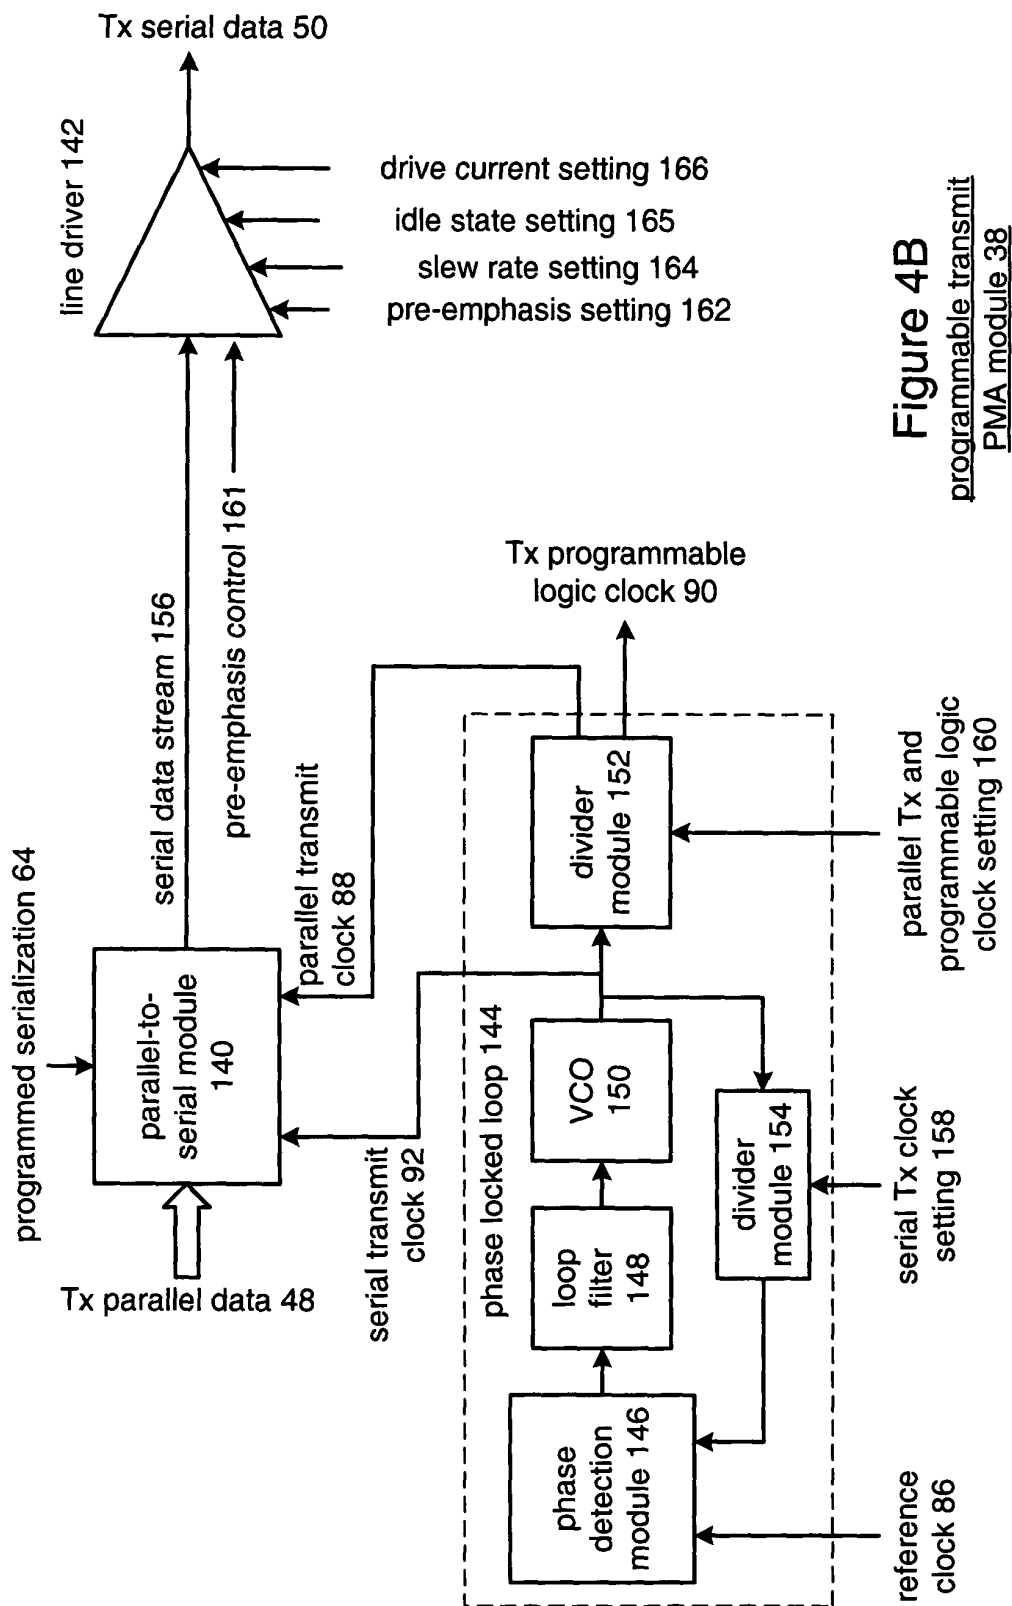 Tx serial data 50
line driver 142
drive current setting 166
idle state setting 165
slew rate setting 164
pre-emphasis setting 162
serial data stream 156
pre-emphasis control 161
programmed serialization 64
parallel-to-
serial module
140
Tx parallel data 48
parallel transmit
clock 88
serial transmit
clock 92
Tx programmable
logic clock 90
phase locked loop 144
divider
module 152
VCO
150
loop
filter
148
phase
detection
module 146
divider
module 154
parallel Tx and
programmable logic
clock setting 160
serial Tx clock
setting 158
reference
clock 86
Figure 4B
programmable transmit
PMA module 38